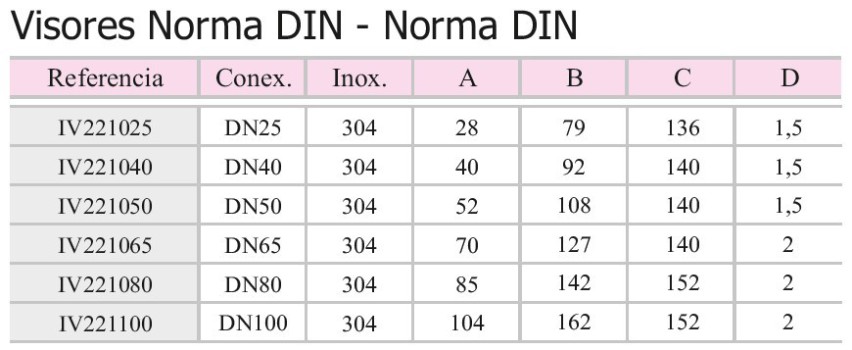 Visores Norma DIN - Norma DIN
Referencia Conex. Inox. A B C D
IV221025 DN25 304 28 79 136 1,5
IV221040 DN40 304 40 92 140 1,5
IV221050 DN50 304 52 108 140 1,5
IV221065 DN65 304 70 127 140 2
IV221080 DN80 304 85 142 152 2
IV221100 DN100 304 104 162 152 2